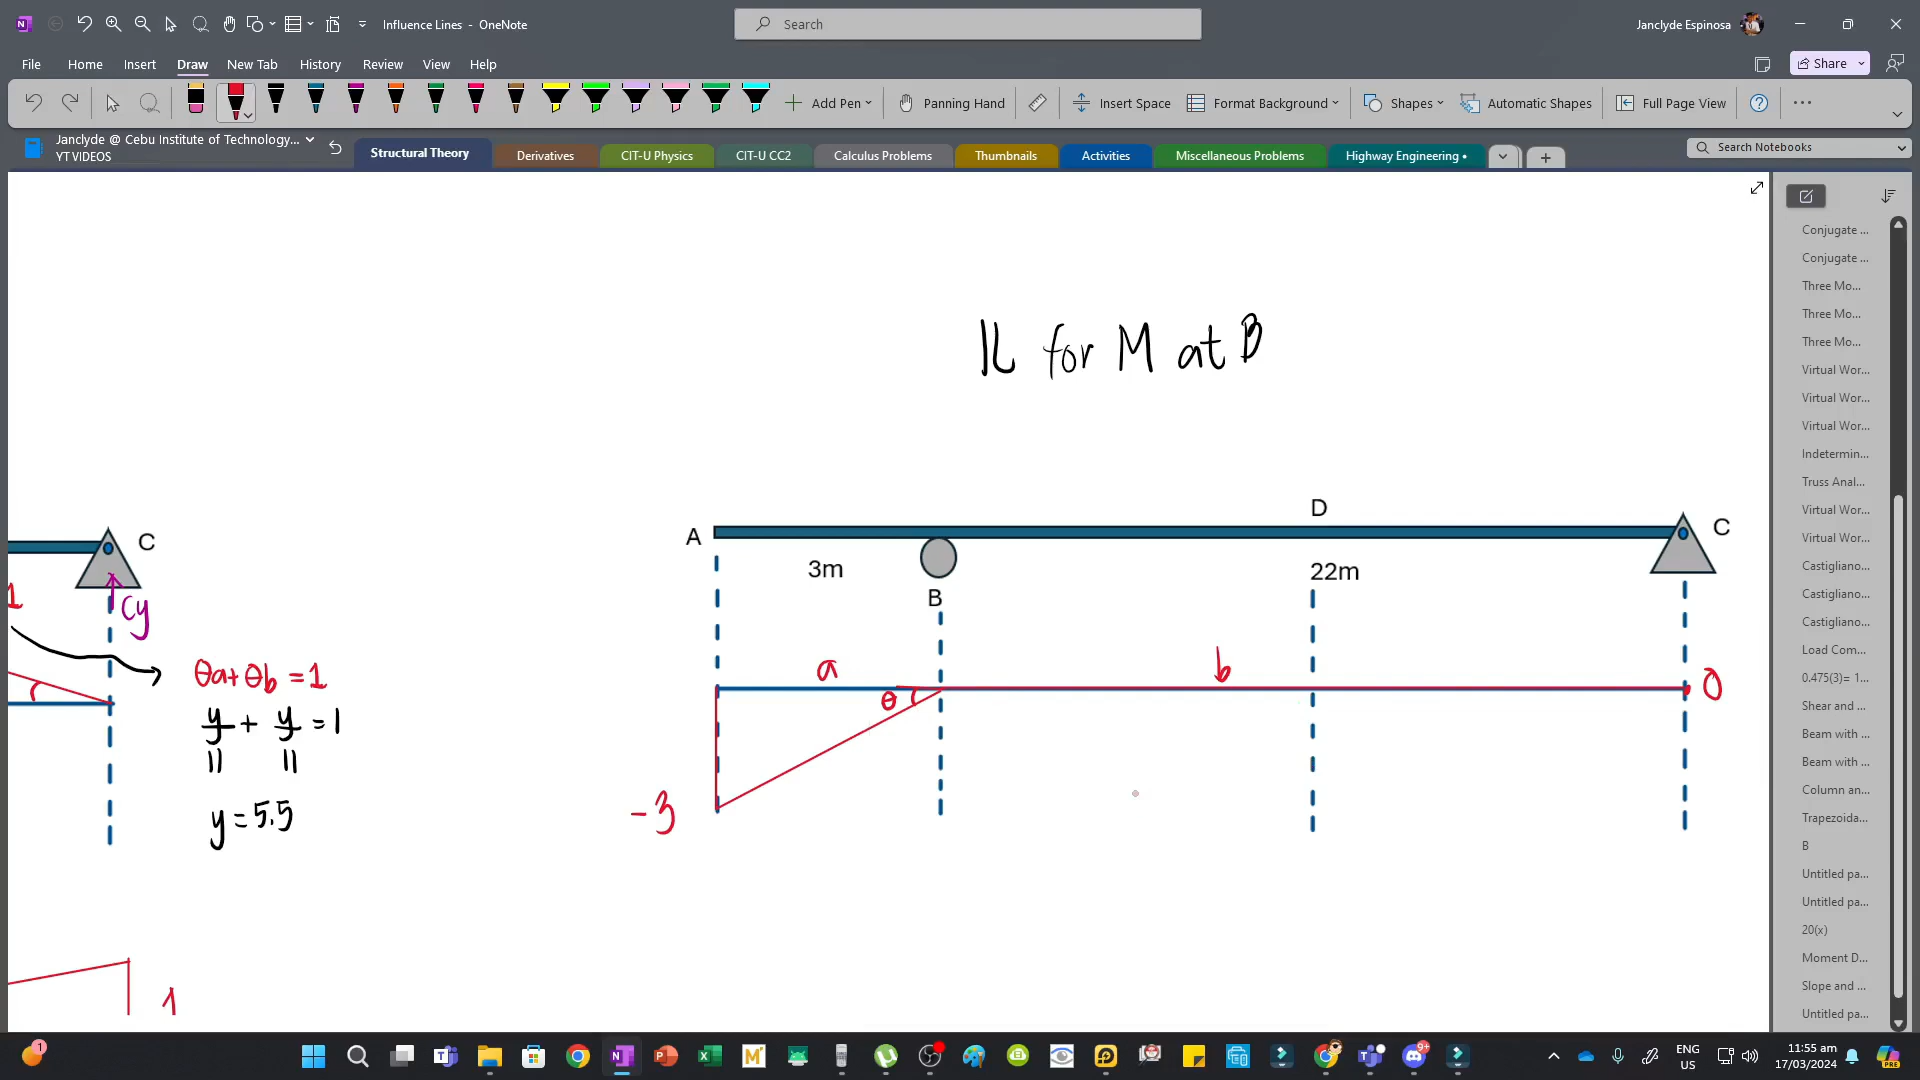 Influence Lines - OneNote
Search
Janclyde Espinosa
File Home Insert Draw New Tab History Review View Help
Share
Add Pen Panning Hand Insert Space Format Background Shapes Automatic Shapes Full Page View
Janclyde @ Cebu Institute of Technology...
YT VIDEOS
Structural Theory Derivatives CIT-U Physics CIT-U CC2 Calculus Problems Thumbnails Activities Miscellaneous Problems Highway Engineering •
Search Notebooks
Conjugate ...
Conjugate ...
Three Mo...
Three Mo...
Three Mo...
Virtual Wor...
Virtual Wor...
Virtual Wor...
Indetermin...
Truss Anal...
Virtual Wor...
Virtual Wor...
Castigliano...
Castigliano...
Castigliano...
Load Com...
0.475(3)= 1...
Shear and ...
Beam with ...
Beam with ...
Column an...
Trapezoida...
B
Untitled pa...
Untitled pa...
20(x)
Moment D...
Slope and ...
Untitled pa...
IL for M at B
C
Cy
1
θa+θb=1
y/11 + y/11 = 1
y=5.5
1
A
D
C
3m
22m
B
a
b
θ
0
-3
1
9+
ENG
US
11:55 am
17/03/2024